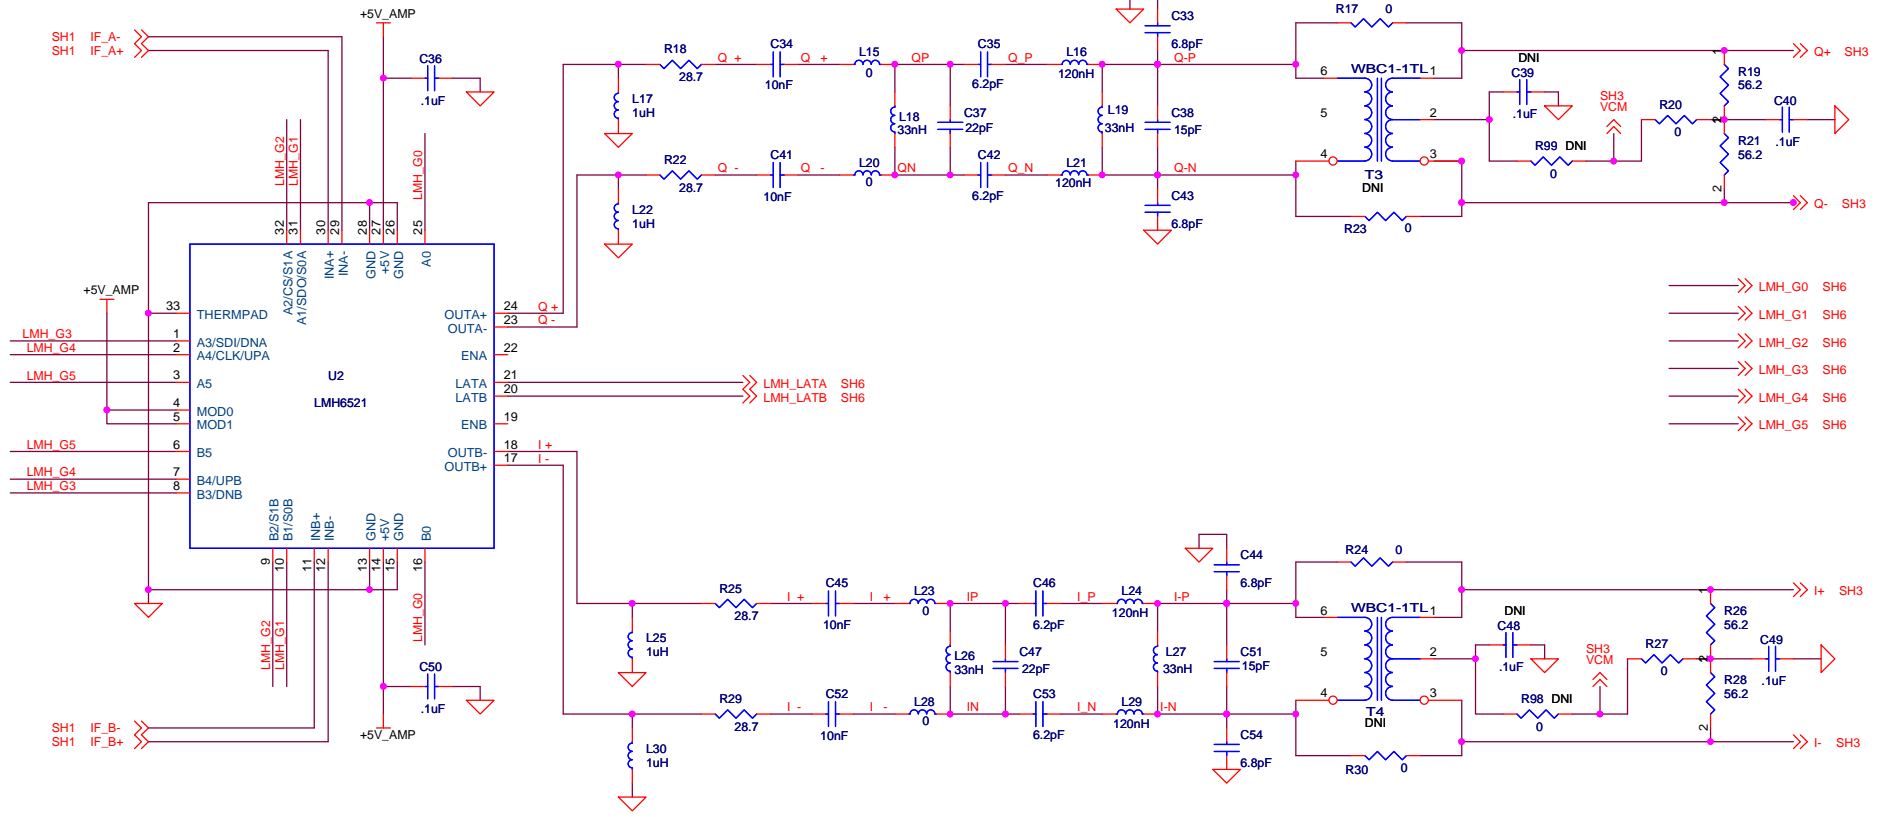 +5V_AMP
SH1 IF_A-
SH1 IF_A+
C36
.1uF
LMH_G2
LMH_G1
LMH_G0
32
31
30
29
28
27
26
25
A2/CS/S1A
A1/SDO/S0A
INA+
INA-
GND
+5V
GND
A0
+5V_AMP
33 THERMPAD
LMH_G3 1 A3/SDI/DNA
LMH_G4 2 A4/CLK/UPA
LMH_G5 3 A5
4 MOD0
5 MOD1
LMH_G5 6 B5
LMH_G4 7 B4/UPB
LMH_G3 8 B3/DNB
U2
LMH6521
OUTA+ 24 Q +
OUTA- 23 Q -
ENA 22
LATA 21 LMH_LATA SH6
LATB 20 LMH_LATB SH6
ENB 19
OUTB- 18 I +
OUTB+ 17 I -
B2/S1B
B1/S0B
INB+
INB-
GND
+5V
GND
B0
9
10
11
12
13
14
15
16
LMH_G2
LMH_G1
LMH_G0
C50
.1uF
+5V_AMP
SH1 IF_B-
SH1 IF_B+
R18
28.7
Q +
C34
10nF
Q +
L15
0
QP
C35
6.2pF
Q_P
L16
120nH
Q-P
C33
6.8pF
L17
1uH
L18
33nH
C37
22pF
L19
33nH
C38
15pF
R22
28.7
Q -
C41
10nF
Q -
L20
0
QN
C42
6.2pF
Q_N
L21
120nH
Q-N
C43
6.8pF
L22
1uH
R17 0
WBC1-1TL
6
5
4
1
2
3
T3
DNI
R23 0
DNI
C39
.1uF
R99 DNI
0
SH3
VCM
R20
0
1
R19
56.2
2
R21
56.2
2
C40
.1uF
Q+ SH3
Q- SH3
LMH_G0 SH6
LMH_G1 SH6
LMH_G2 SH6
LMH_G3 SH6
LMH_G4 SH6
LMH_G5 SH6
R25
28.7
I +
C45
10nF
I +
L23
0
IP
C46
6.2pF
I_P
L24
120nH
I-P
C44
6.8pF
L25
1uH
L26
33nH
C47
22pF
L27
33nH
C51
15pF
R29
28.7
I -
C52
10nF
I -
L28
0
IN
C53
6.2pF
I_N
L29
120nH
I-N
C54
6.8pF
L30
1uH
R24 0
WBC1-1TL
6
5
4
1
2
3
T4
DNI
R30 0
DNI
C48
.1uF
R98 DNI
0
SH3
VCM
R27
0
1
R26
56.2
2
R28
56.2
2
C49
.1uF
I+ SH3
I- SH3